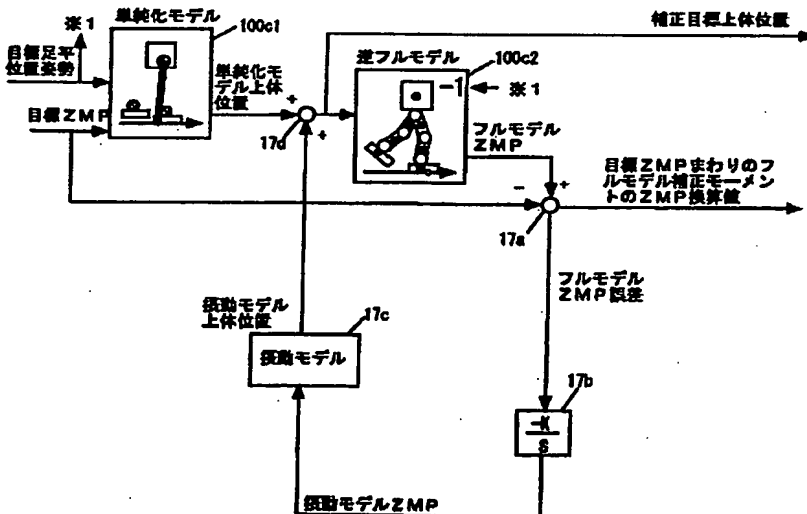 ※1
単純化モデル
100c1
補正目標上体位置
目標足平
位置姿勢
単純化モ
デル上体
位置
逆フルモデル
100c2
-1
※1
目標ZMP
+
+
17d
フルモデル
ZMP
目標ZMPまわりのフ
ルモデル補正モーメン
トのZMP換算値
-
+
17a
フルモデル
ZMP誤差
摂動モデル
上体位置
17c
摂動モデル
17b
-K
S
摂動モデルZMP